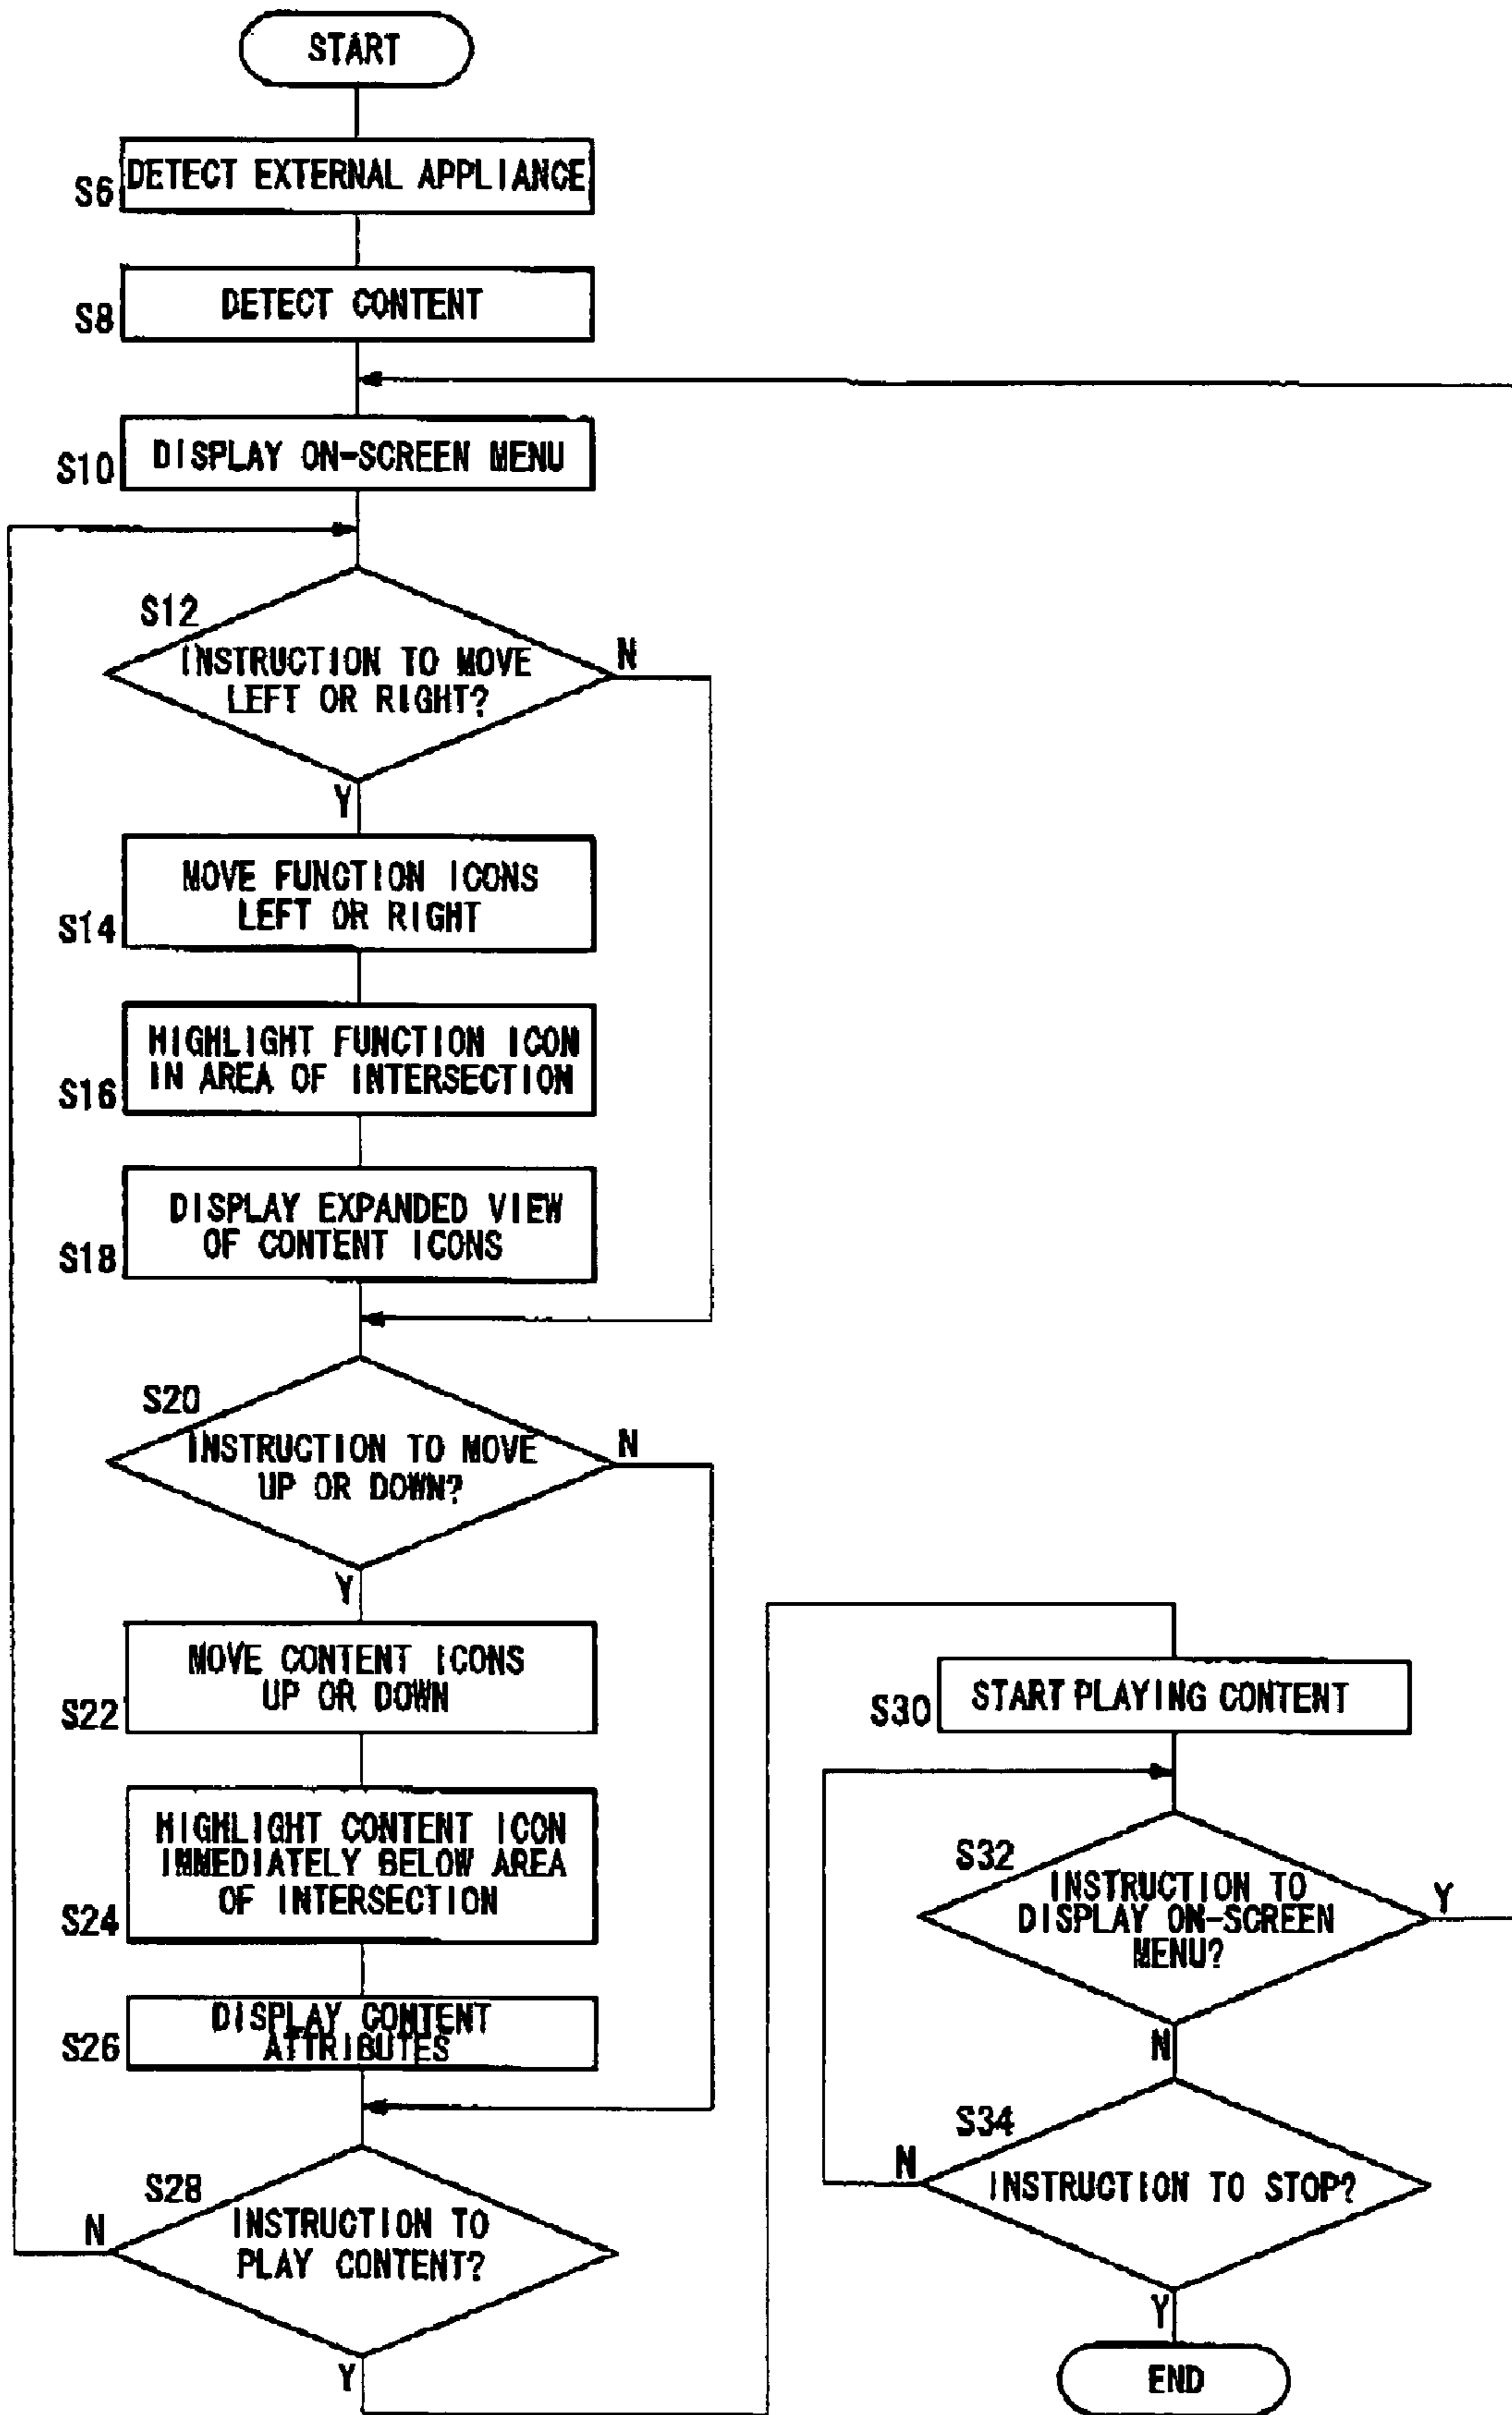 START
S6
DETECT EXTERNAL APPLIANCE
S8
DETECT CONTENT
S10
DISPLAY ON-SCREEN MENU
S12
INSTRUCTION TO MOVE
LEFT OR RIGHT?
N
Y
S14
MOVE FUNCTION ICONS
LEFT OR RIGHT
S16
HIGHLIGHT FUNCTION ICON
IN AREA OF INTERSECTION
S18
DISPLAY EXPANDED VIEW
OF CONTENT ICONS
S20
INSTRUCTION TO MOVE
UP OR DOWN?
N
Y
S22
MOVE CONTENT ICONS
UP OR DOWN
S24
HIGHLIGHT CONTENT ICON
IMMEDIATELY BELOW AREA
OF INTERSECTION
S26
DISPLAY CONTENT
ATTRIBUTES
S28
INSTRUCTION TO
PLAY CONTENT?
N
Y
S30
START PLAYING CONTENT
S32
INSTRUCTION TO
DISPLAY ON-SCREEN
MENU?
Y
N
S34
INSTRUCTION TO STOP?
N
Y
END